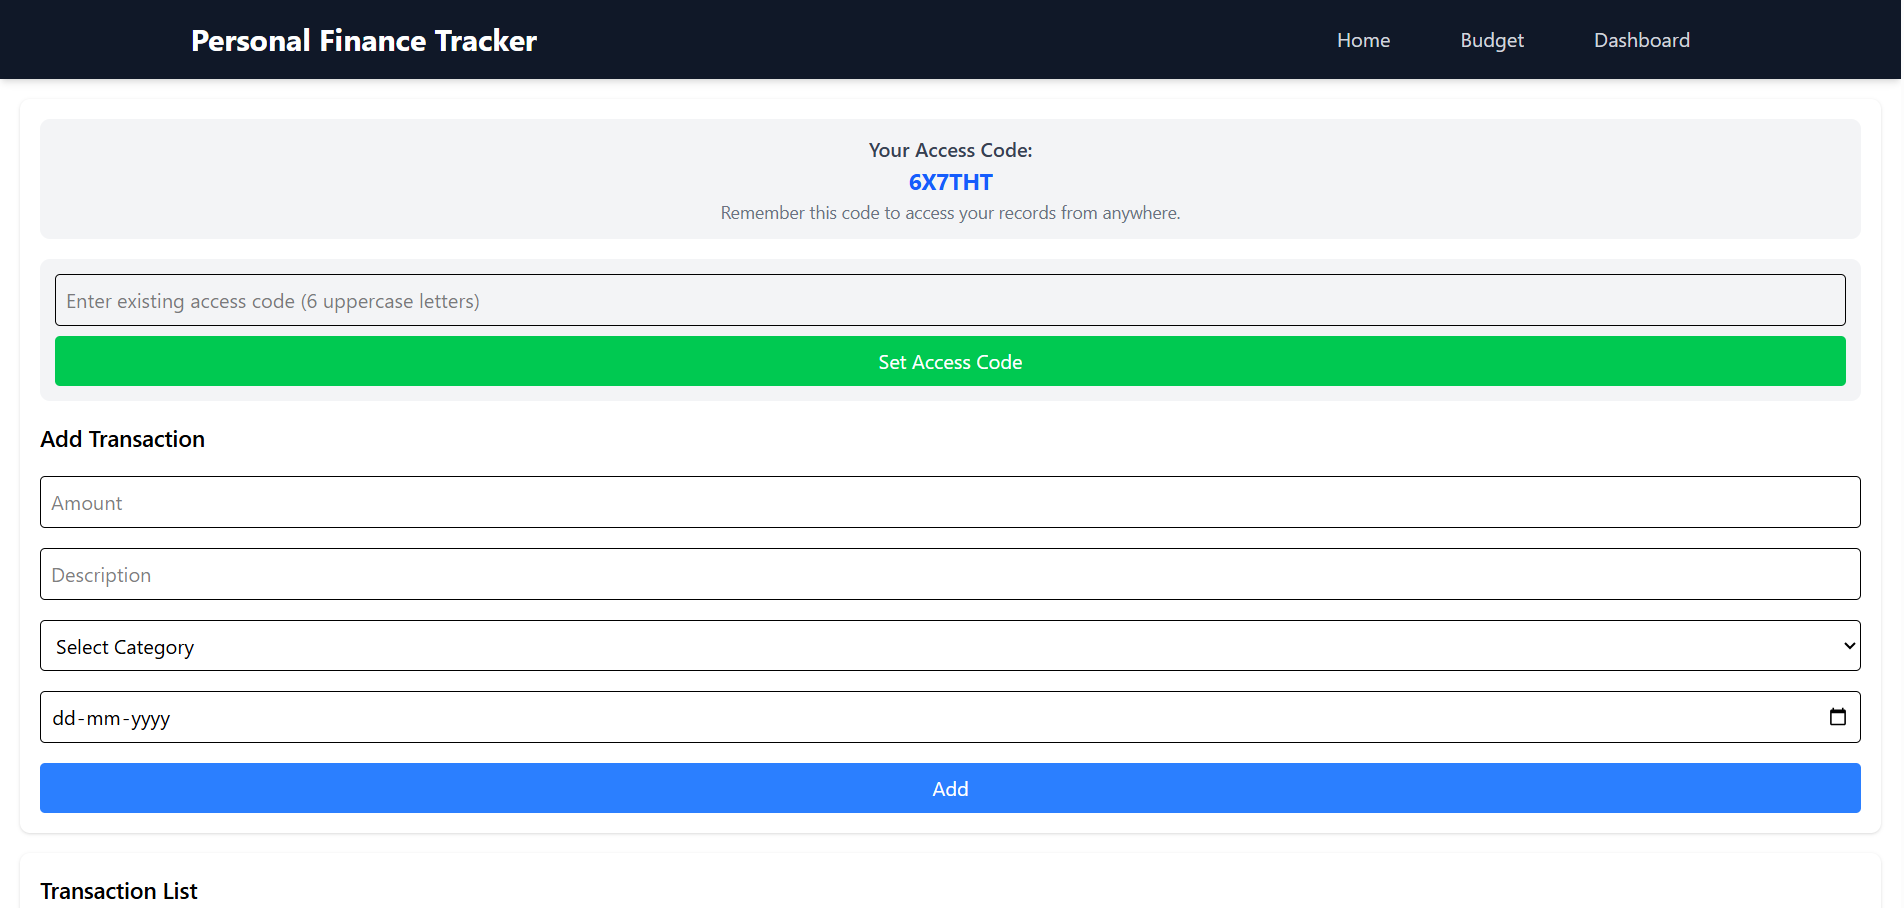 Personal Finance Tracker
Home Budget Dashboard
Your Access Code:
6X7THT
Remember this code to access your records from anywhere.
Enter existing access code (6 uppercase letters)
Set Access Code
Add Transaction
Amount
Description
Select Category
dd-mm-yyyy
Add
Transaction List